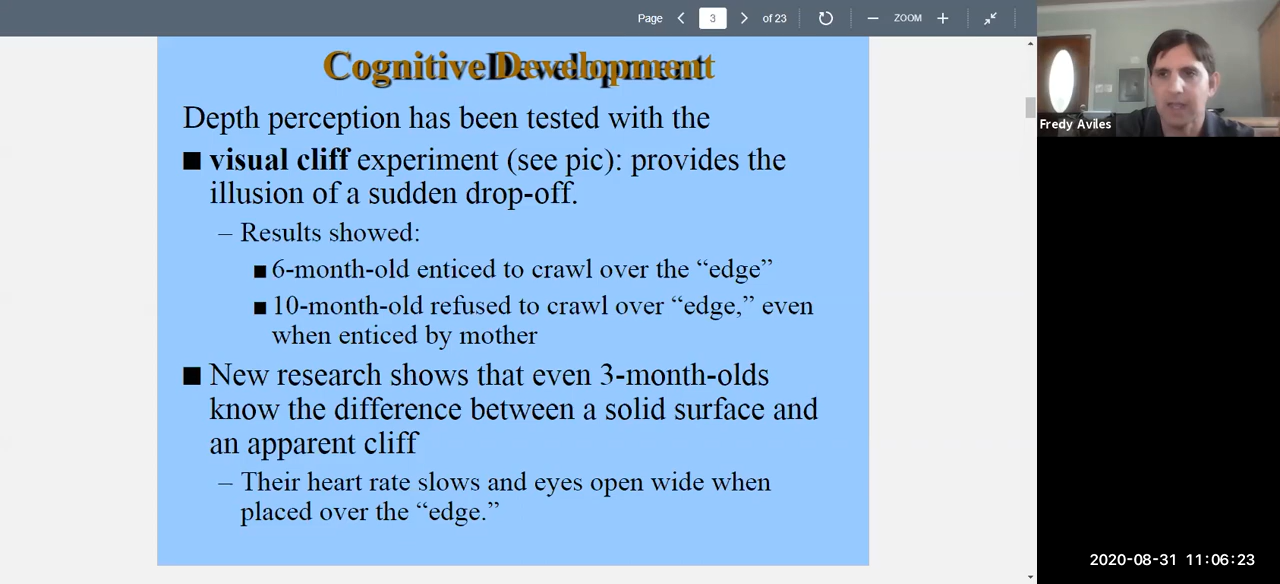 Page 3 of 23 ZOOM
Cognitive Development
Depth perception has been tested with the
■ visual cliff experiment (see pic): provides the
illusion of a sudden drop-off.
– Results showed:
■ 6-month-old enticed to crawl over the “edge”
■ 10-month-old refused to crawl over “edge,” even
when enticed by mother
■ New research shows that even 3-month-olds
know the difference between a solid surface and
an apparent cliff
– Their heart rate slows and eyes open wide when
placed over the “edge.”
Fredy Aviles
2020-08-31 11:06:23